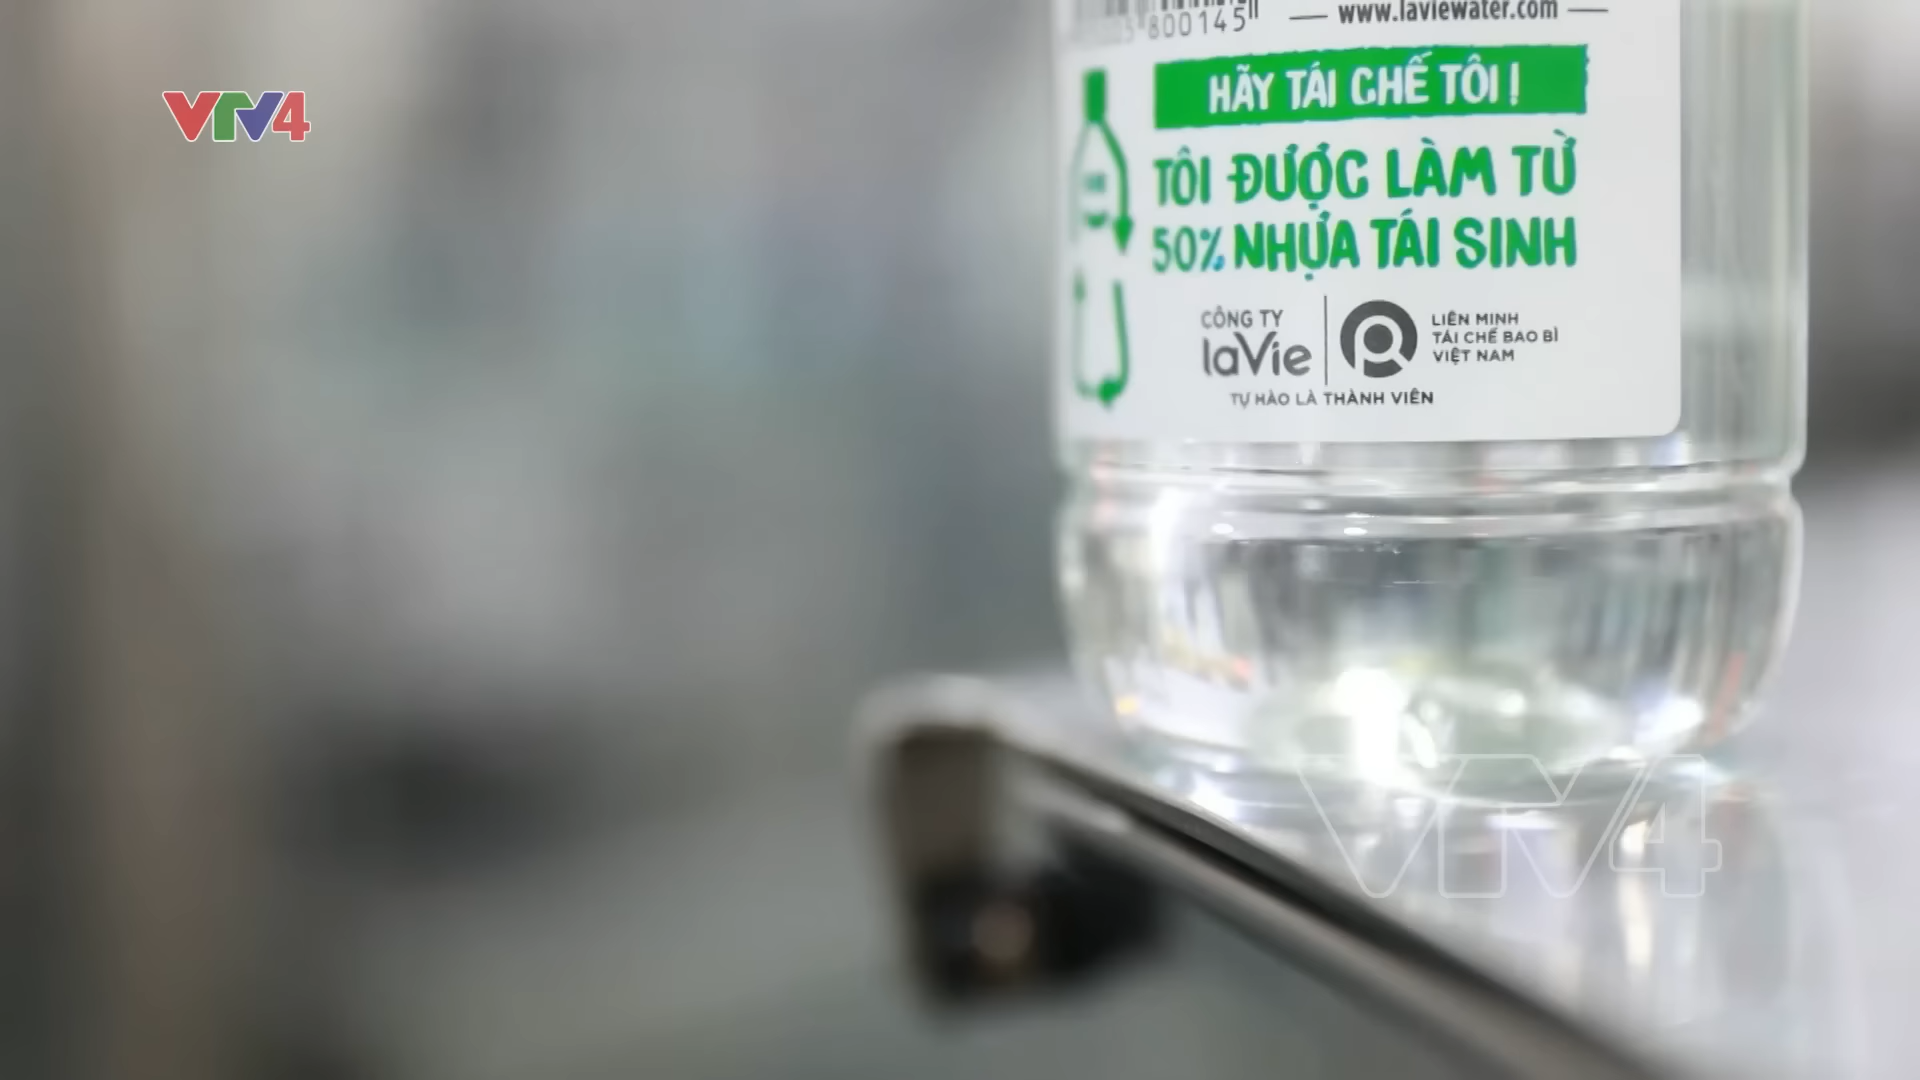 VTV4
800145
www.laviewater.com
HÃY TÁI CHẾ TÔI !
TÔI ĐƯỢC LÀM TỪ
50% NHỰA TÁI SINH
CÔNG TY
laVie
LIÊN MINH
TÁI CHẾ BAO BÌ
VIỆT NAM
TỰ HÀO LÀ THÀNH VIÊN
VTV4